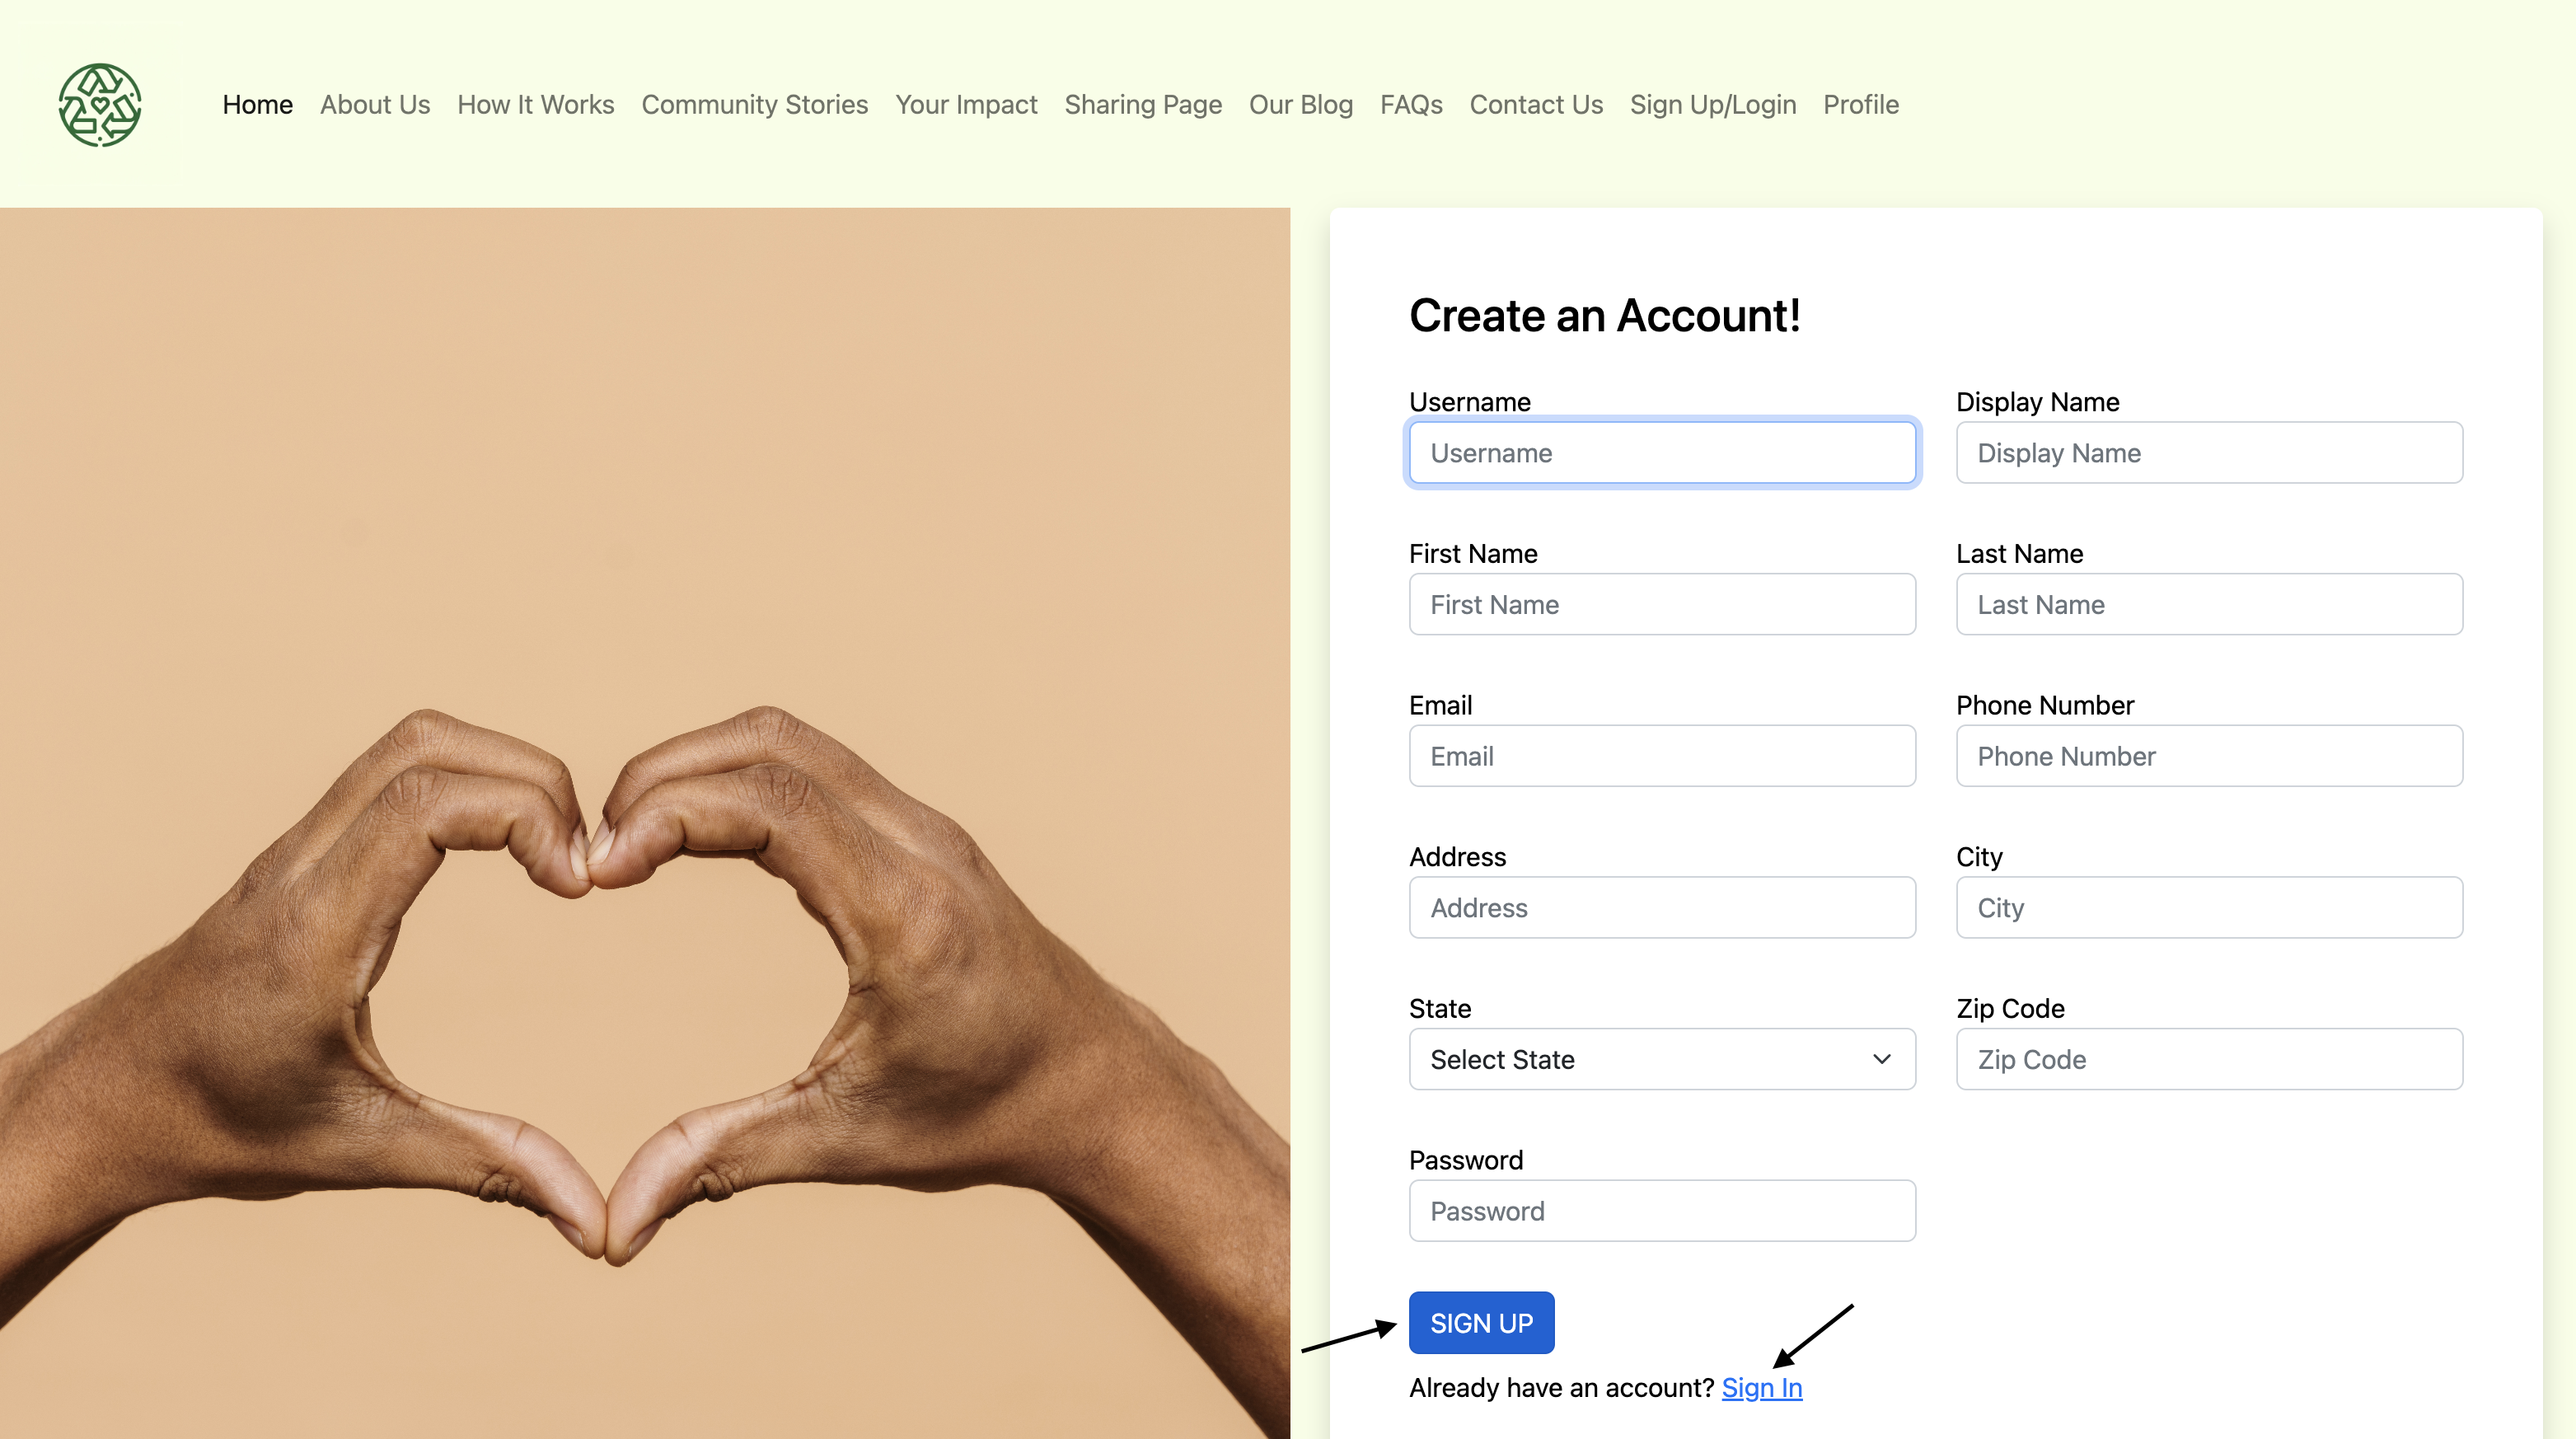 Home About Us How It Works Community Stories Your Impact Sharing Page Our Blog FAQs Contact Us Sign Up/Login Profile
Create an Account!
Username Display Name
Username Display Name
First Name Last Name
First Name Last Name
Email Phone Number
Email Phone Number
Address City
Address City
State Zip Code
Select State Zip Code
Password
Password
SIGN UP
Already have an account? Sign In